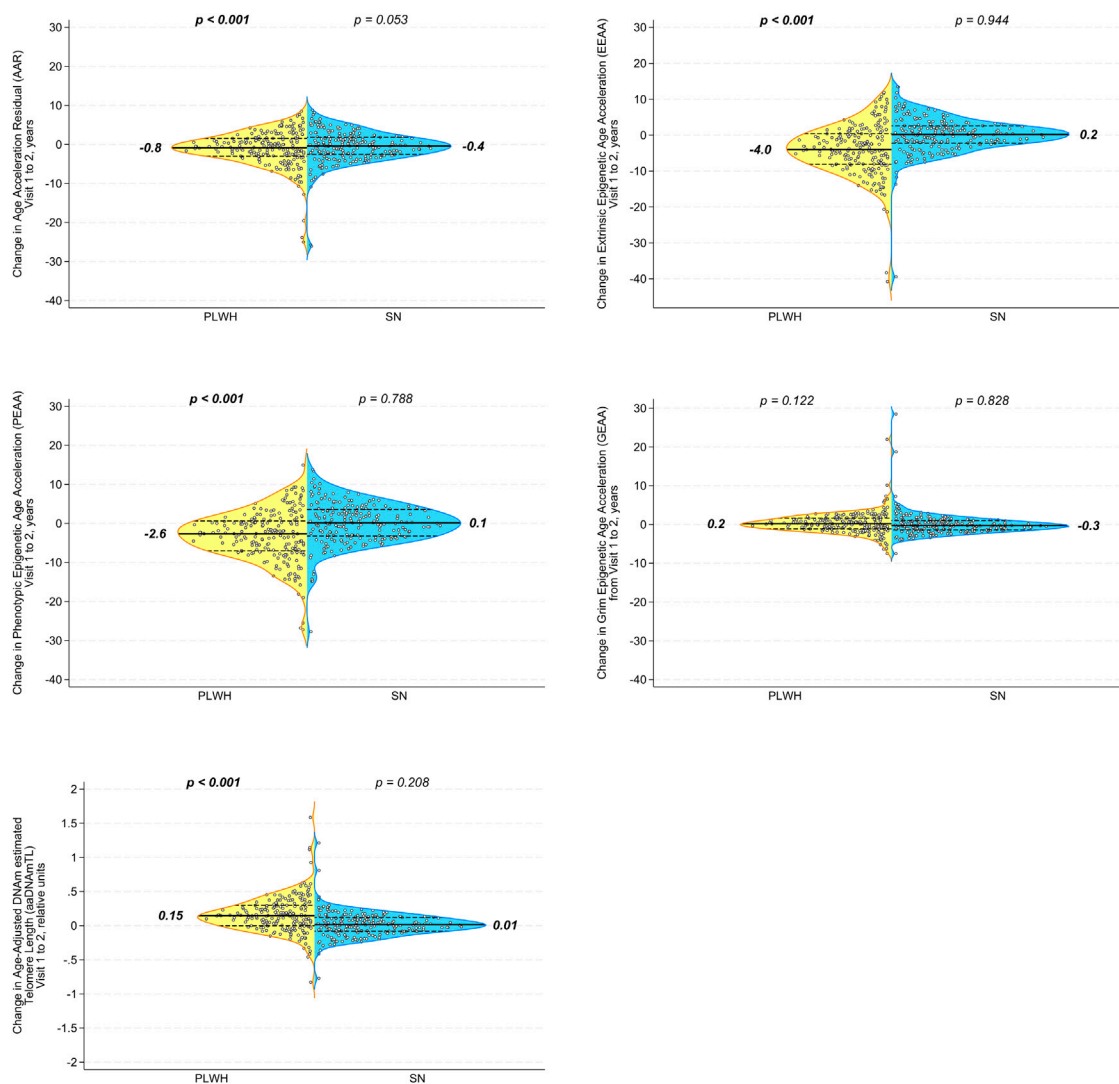 p < 0.001
p = 0.053
30
20
10
0
-10
-20
-30
-40
Change in Age Acceleration Residual (AAR)
Visit 1 to 2, years
-0.8
-0.4
PLWH
SN
p < 0.001
p = 0.944
30
20
10
0
-10
-20
-30
-40
Change in Extrinsic Epigenetic Age Acceleration (EEAA)
Visit 1 to 2, years
-4.0
0.2
PLWH
SN
p < 0.001
p = 0.788
30
20
10
0
-10
-20
-30
-40
Change in Phenotypic Epigenetic Age Acceleration (PEAA)
Visit 1 to 2, years
-2.6
0.1
PLWH
SN
p = 0.122
p = 0.828
30
20
10
0
-10
-20
-30
-40
Change in Grim Epigenetic Age Acceleration (GEAA)
from Visit 1 to 2, years
0.2
-0.3
PLWH
SN
p < 0.001
p = 0.208
2
1.5
1
.5
0
-.5
-1
-1.5
-2
Change in Age-Adjusted DNAm estimated
Telomere Length (aaDNAmTL)
Visit 1 to 2, relative units
0.15
0.01
PLWH
SN